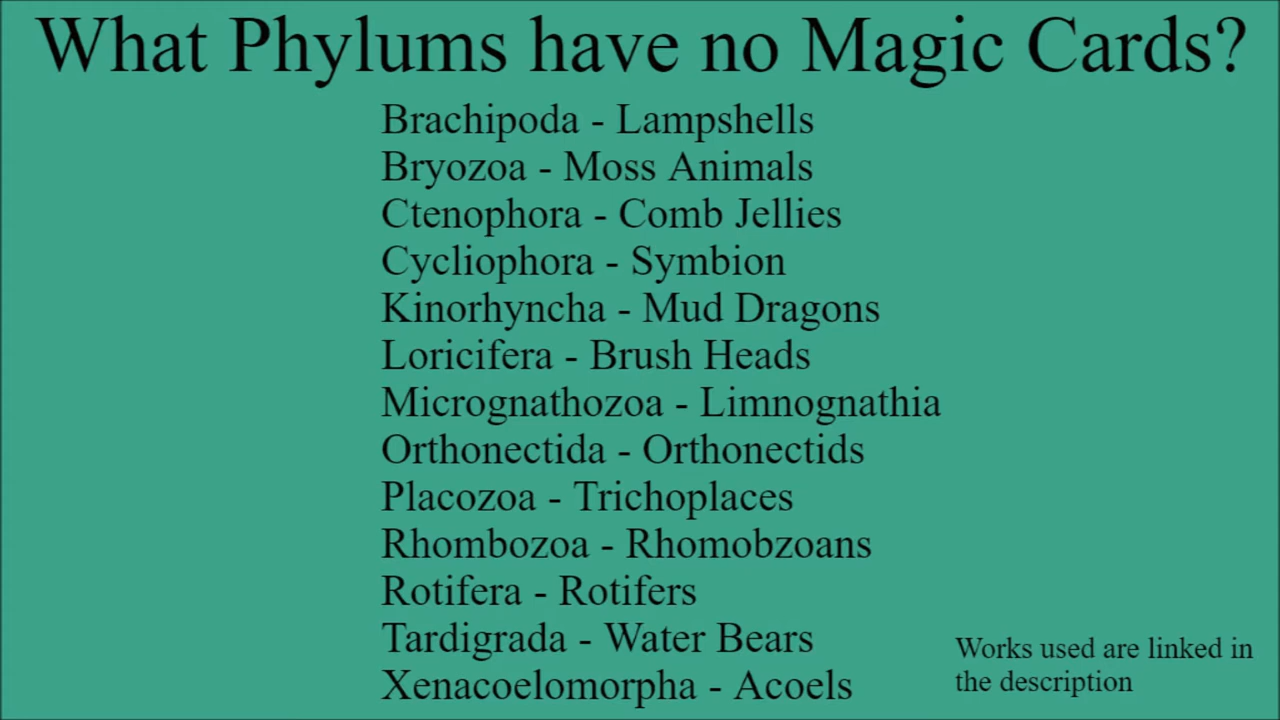 What Phylums have no Magic Cards?
Brachipoda - Lampshells
Bryozoa - Moss Animals
Ctenophora - Comb Jellies
Cycliophora - Symbion
Kinorhyncha - Mud Dragons
Loricifera - Brush Heads
Micrognathozoa - Limnognathia
Orthonectida - Orthonectids
Placozoa - Trichoplaces
Rhombozoa - Rhomobzoans
Rotifera - Rotifers
Tardigrada - Water Bears
Xenacoelomorpha - Acoels
Works used are linked in
the description